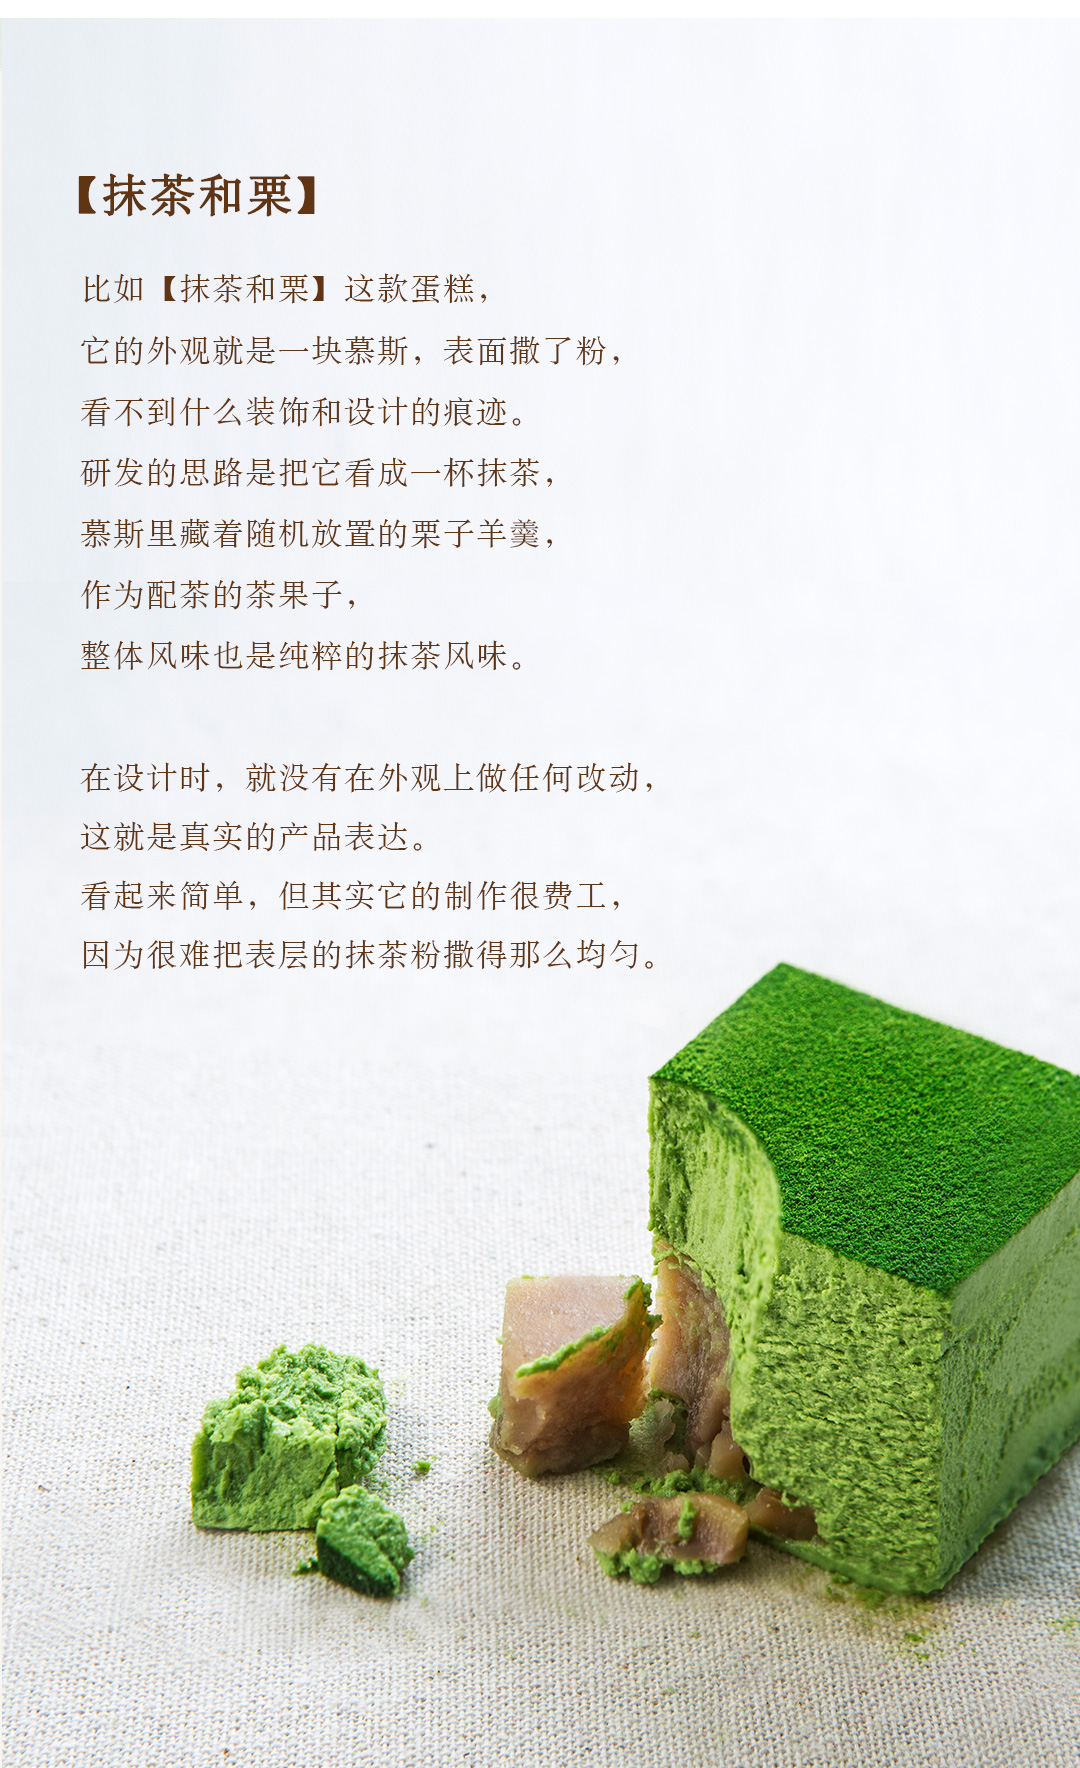 【抹茶和栗】
比如【抹茶和栗】这款蛋糕，
它的外观就是一块慕斯，表面撒了粉，
看不到什么装饰和设计的痕迹。
研发的思路是把它看成一杯抹茶，
慕斯里藏着随机放置的栗子羊羹，
作为配茶的茶果子，
整体风味也是纯粹的抹茶风味。
在设计时，就没有在外观上做任何改动，
这就是真实的产品表达。
看起来简单，但其实它的制作很费工，
因为很难把表层的抹茶粉撒得那么均匀。